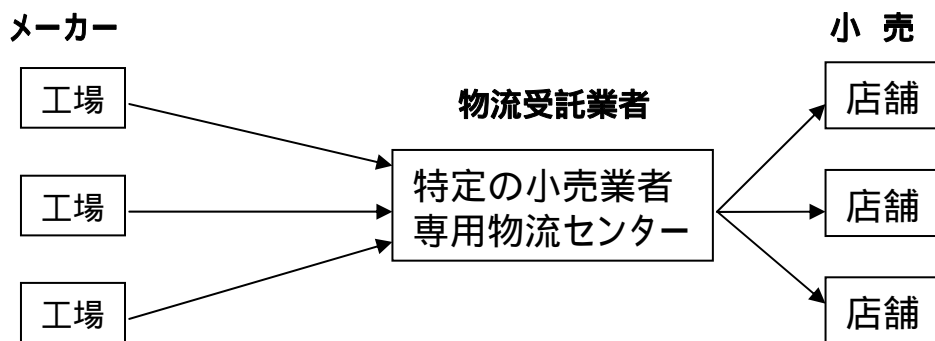 メーカー
小 売
工場
店舗
物流受託業者
特定の小売業者
専用物流センター
工場
店舗
工場
店舗